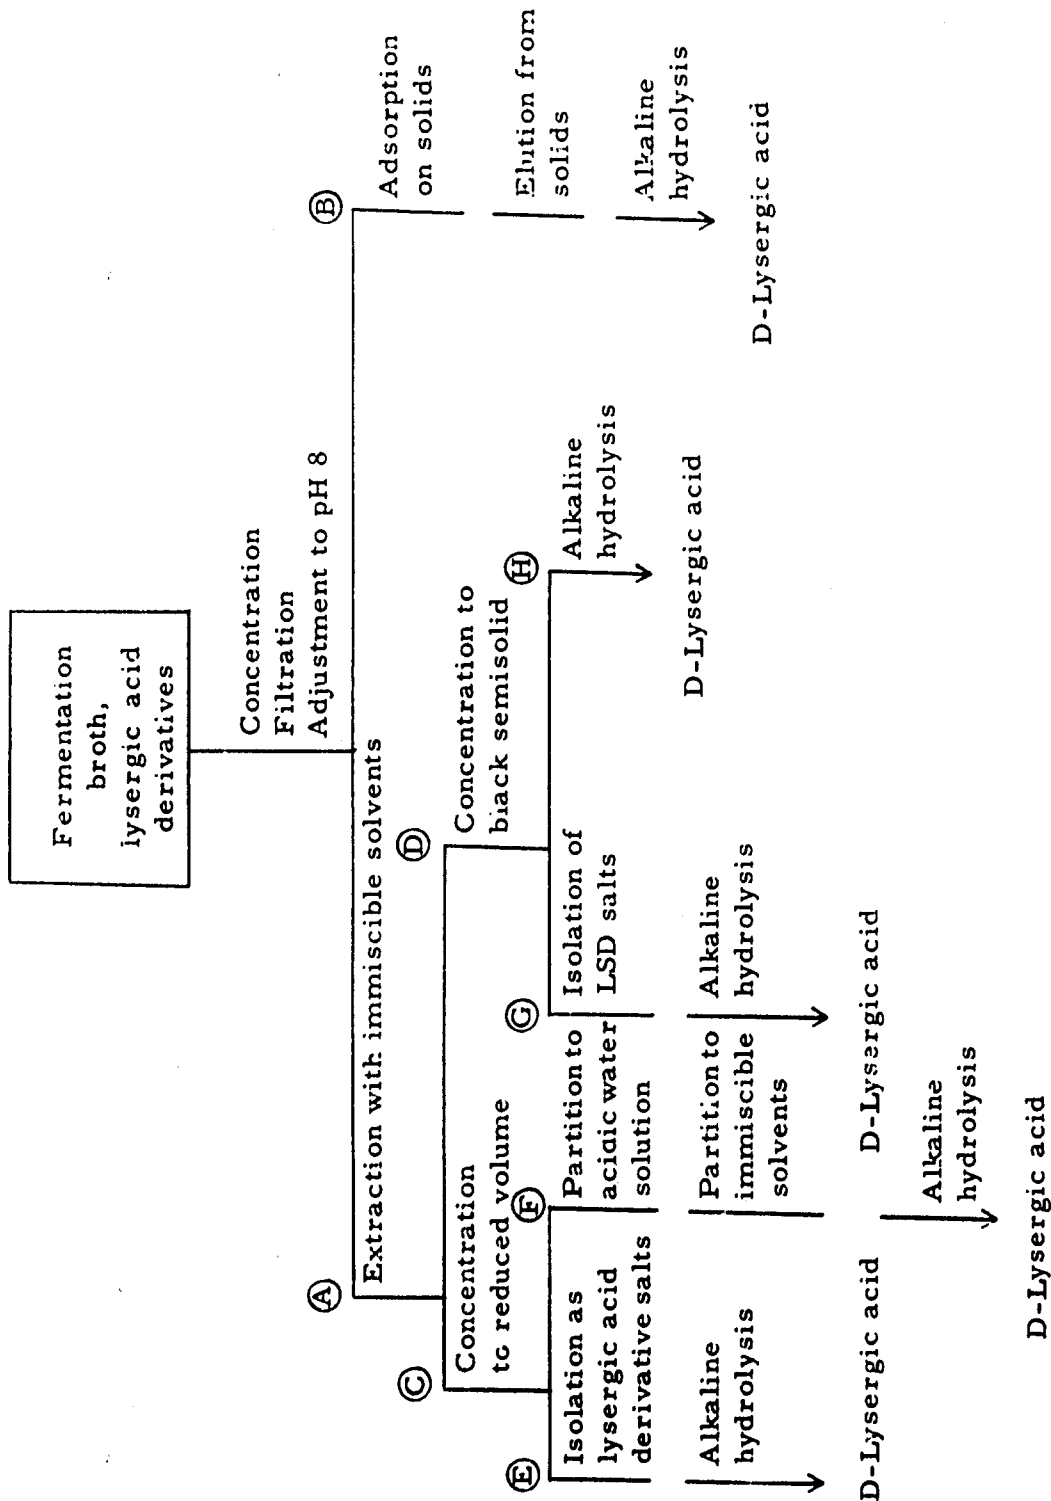 Fermentation
broth,
lysergic acid
derivatives
Concentration
Filtration
Adjustment to pH 8
A
Extraction with immiscible solvents
B
Adsorption
on solids
Elution from
solids
Alkaline
hydrolysis
D-Lysergic acid
C
Concentration
to reduced volume
D
Concentration to
black semisolid
E
Isolation as
lysergic acid
derivative salts
Alkaline
hydrolysis
D-Lysergic acid
F
Partition to
acidic water
solution
Partition to
immiscible
solvents
Alkaline
hydrolysis
D-Lysergic acid
G
Isolation of
LSD salts
Alkaline
hydrolysis
D-Lysergic acid
H
Alkaline
hydrolysis
D-Lysergic acid